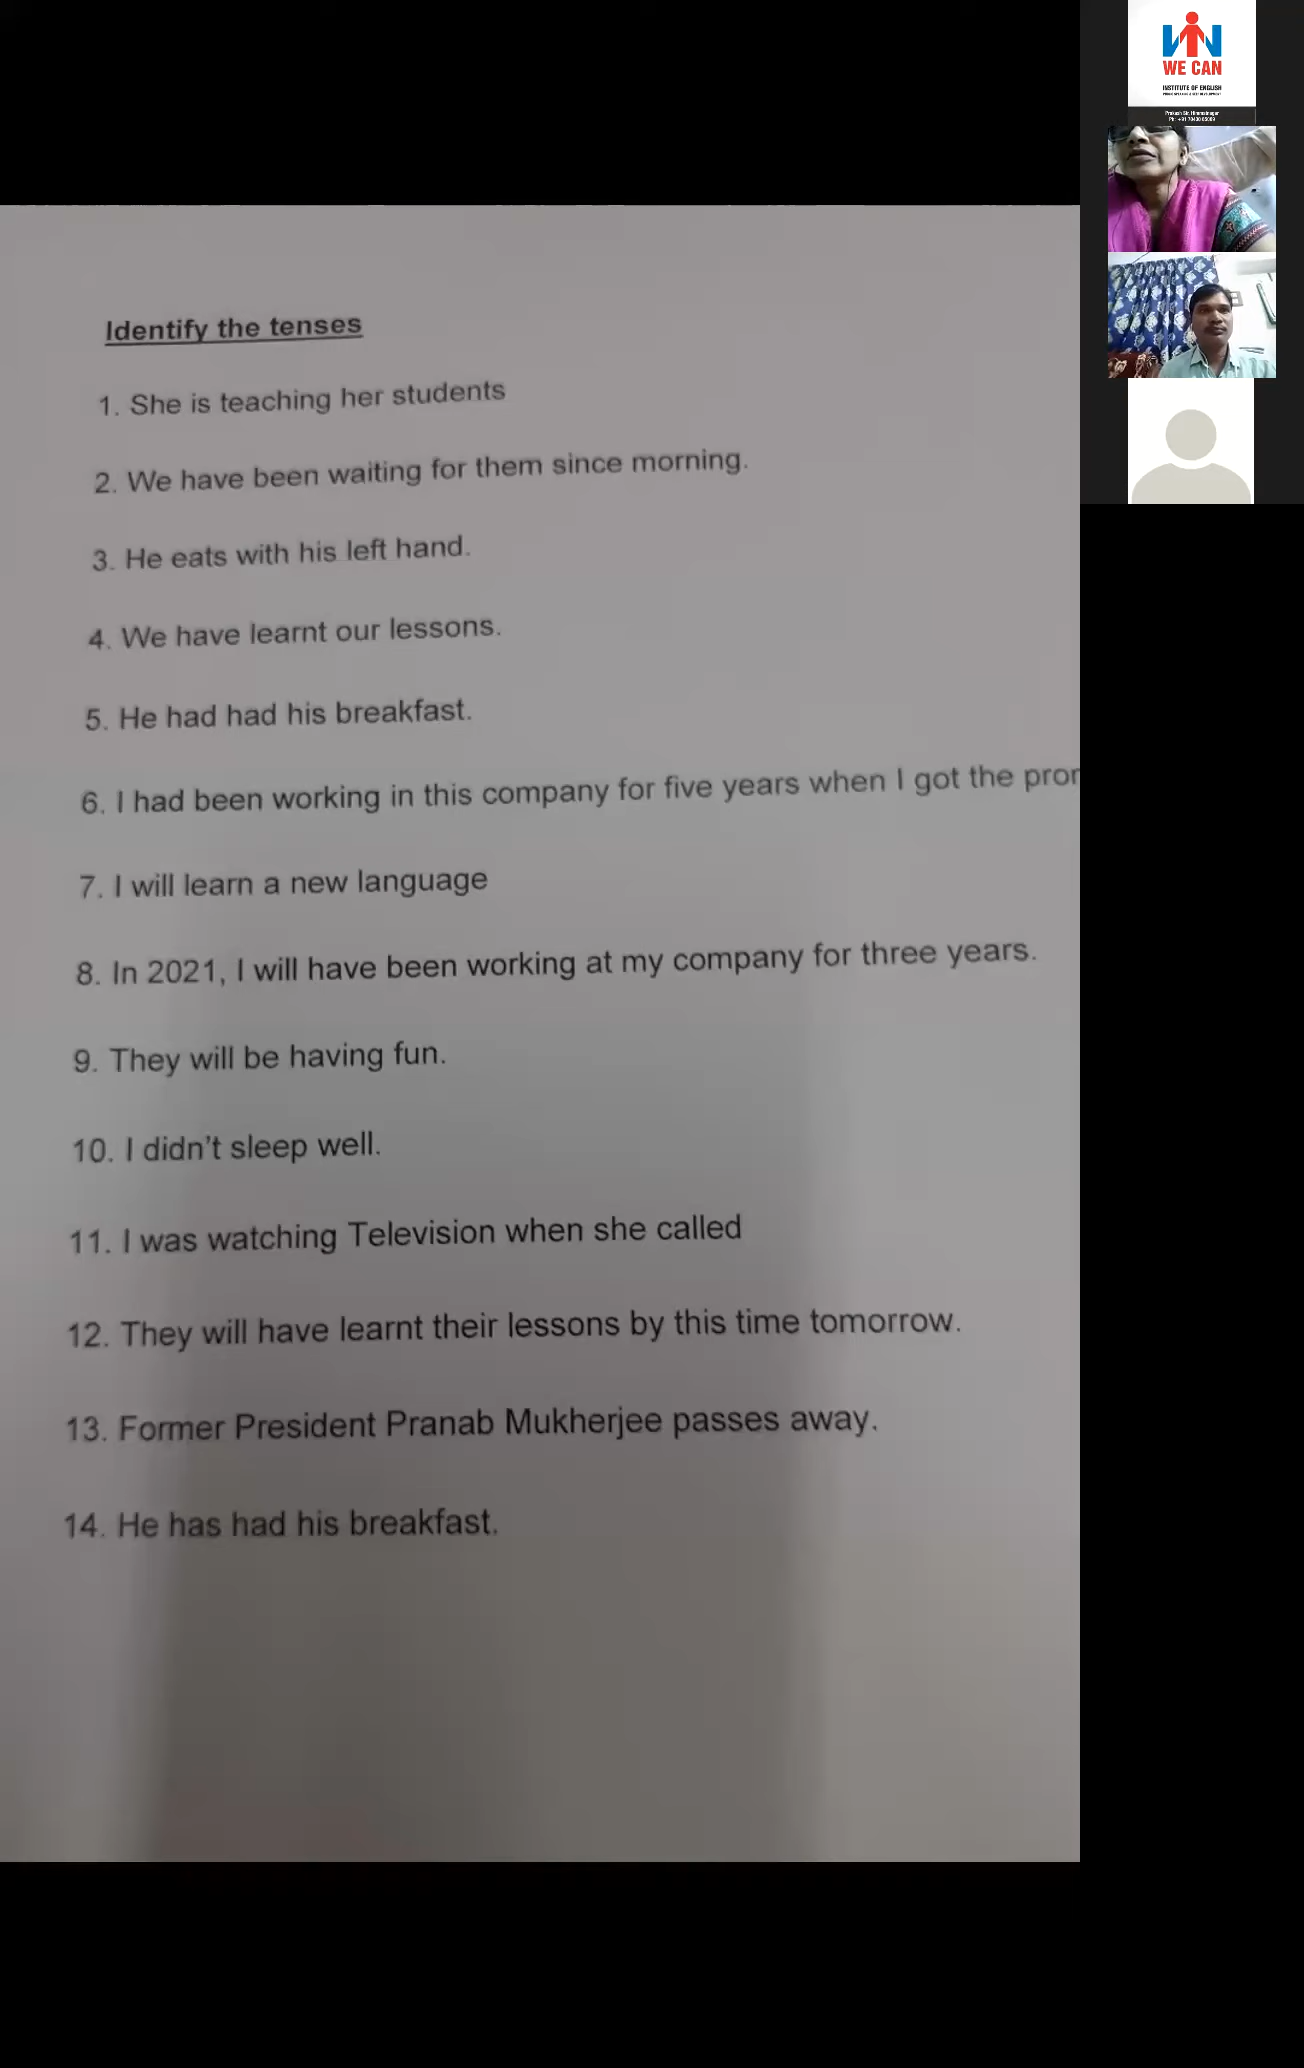 WE CAN
INSTITUTE OF ENGLISH
Prakash Sir, Himmatnagar
Identify the tenses
1. She is teaching her students
2. We have been waiting for them since morning.
3. He eats with his left hand.
4. We have learnt our lessons.
5. He had had his breakfast.
6. I had been working in this company for five years when I got the
7. I will learn a new language
8. In 2021, I will have been working at my company for three years.
9. They will be having fun.
10. I didn't sleep well.
11. I was watching Television when she called
12. They will have learnt their lessons by this time tomorrow.
13. Former President Pranab Mukherjee passes away.
14. He has had his breakfast.